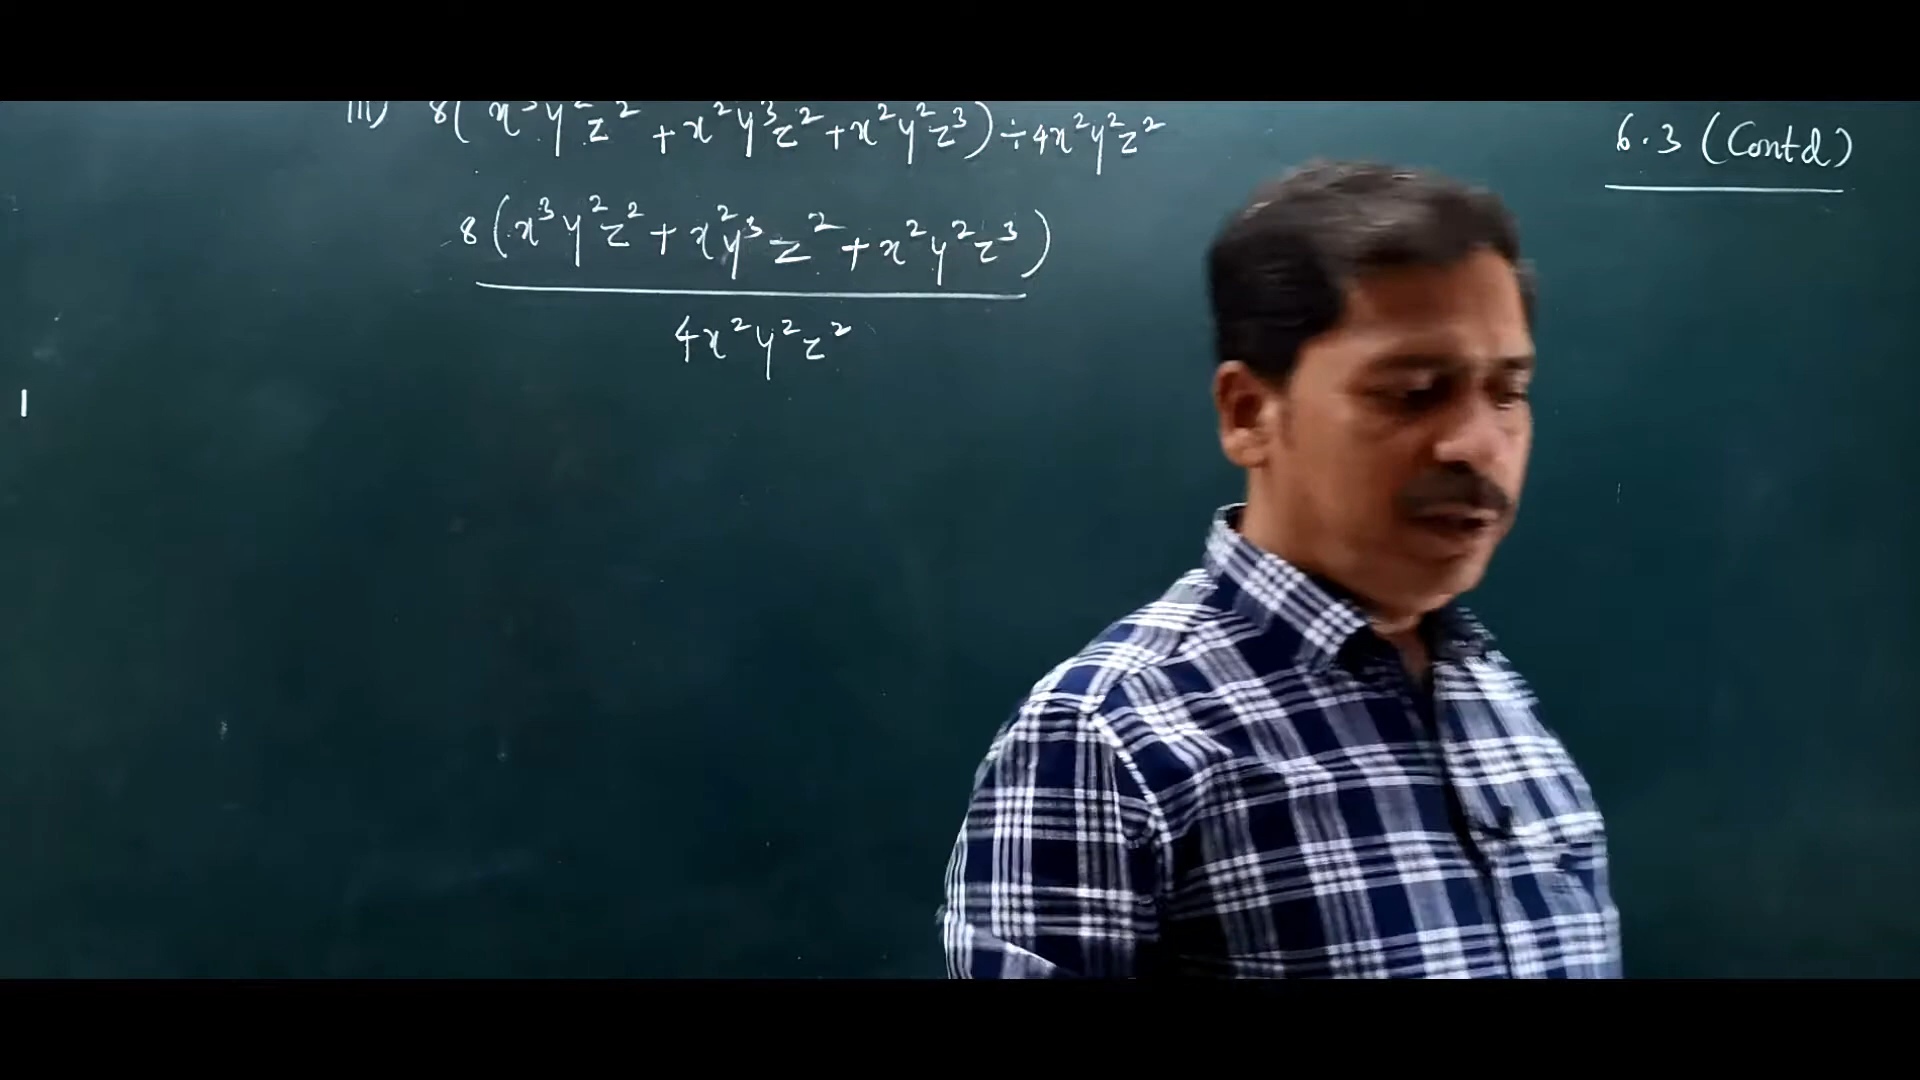 iii) 8(x³y²z² + x²y³z² + x²y²z³) ÷ 4x²y²z²
6.3 (Contd)
8(x³y²z² + x²y³z² + x²y²z³)
4x²y²z²